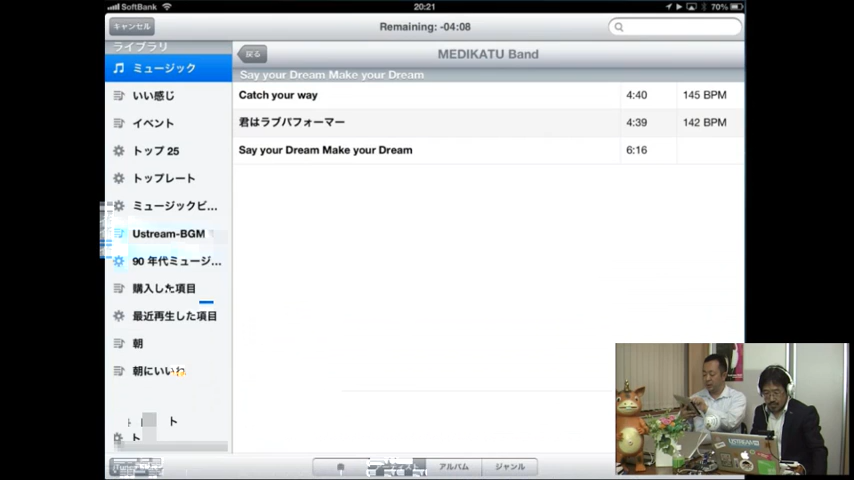 SoftBank 20:21 70%
キャンセル Remaining: -04:08
ライブラリ
戻る MEDIKATU Band
ミュージック
Say your Dream Make your Dream
いい感じ
Catch your way 4:40 145 BPM
イベント
君はラブパフォーマー 4:39 142 BPM
トップ 25
Say your Dream Make your Dream 6:16
トップレート
ミュージックビ...
Ustream-BGM
90 年代ミュージ...
購入した項目
最近再生した項目
朝
朝にいい
アルバム ジャンル
USTREAM